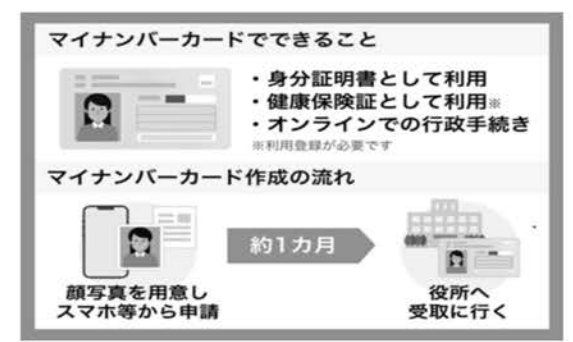 マイナンバーカードでできること
・身分証明書として利用
・健康保険証として利用※
・オンラインでの行政手続き
※利用登録が必要です
マイナンバーカード作成の流れ
約1カ月
顔写真を用意し
スマホ等から申請
役所へ
受取に行く